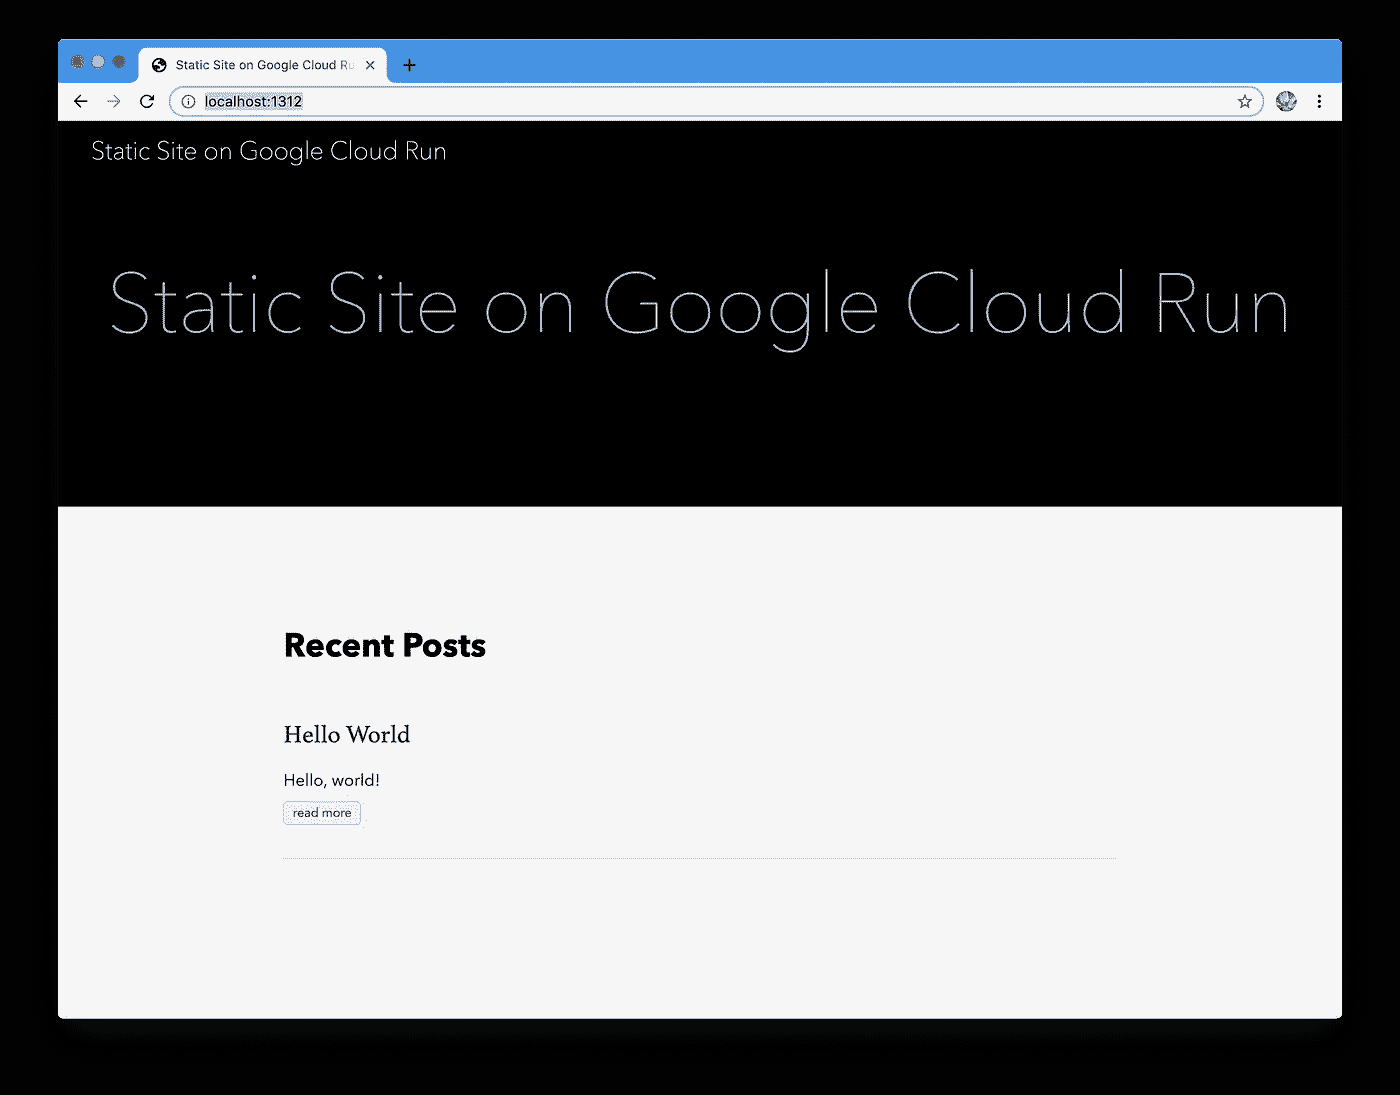 Static Site on Google Cloud Ru
localhost:1312
Static Site on Google Cloud Run
Static Site on Google Cloud Run
Recent Posts
Hello World
Hello, world!
read more